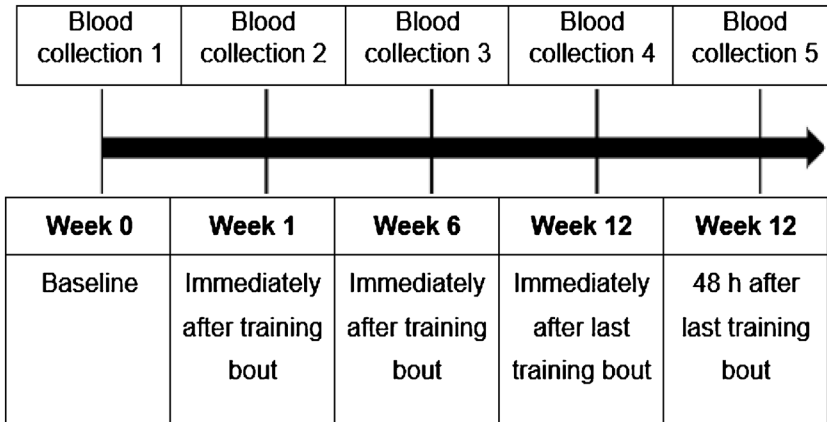 Blood
collection 1
Blood
collection 2
Blood
collection 3
Blood
collection 4
Blood
collection 5
Week 0
Week 1
Week 6
Week 12
Week 12
Baseline
Immediately
after training
bout
Immediately
after training
bout
Immediately
after last
training bout
48 h after
last training
bout